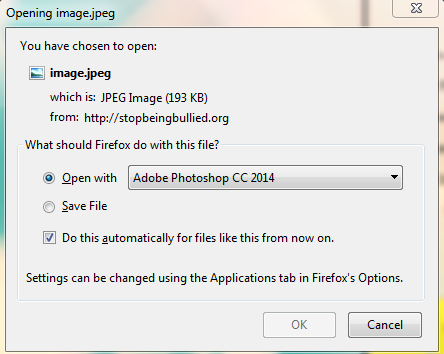 Opening image.jpeg
You have chosen to open:
image.jpeg
which is: JPEG Image (193 KB)
from: http://stopbeingbullied.org
What should Firefox do with this file?
Open with Adobe Photoshop CC 2014
Save File
Do this automatically for files like this from now on.
Settings can be changed using the Applications tab in Firefox's Options.
OK Cancel